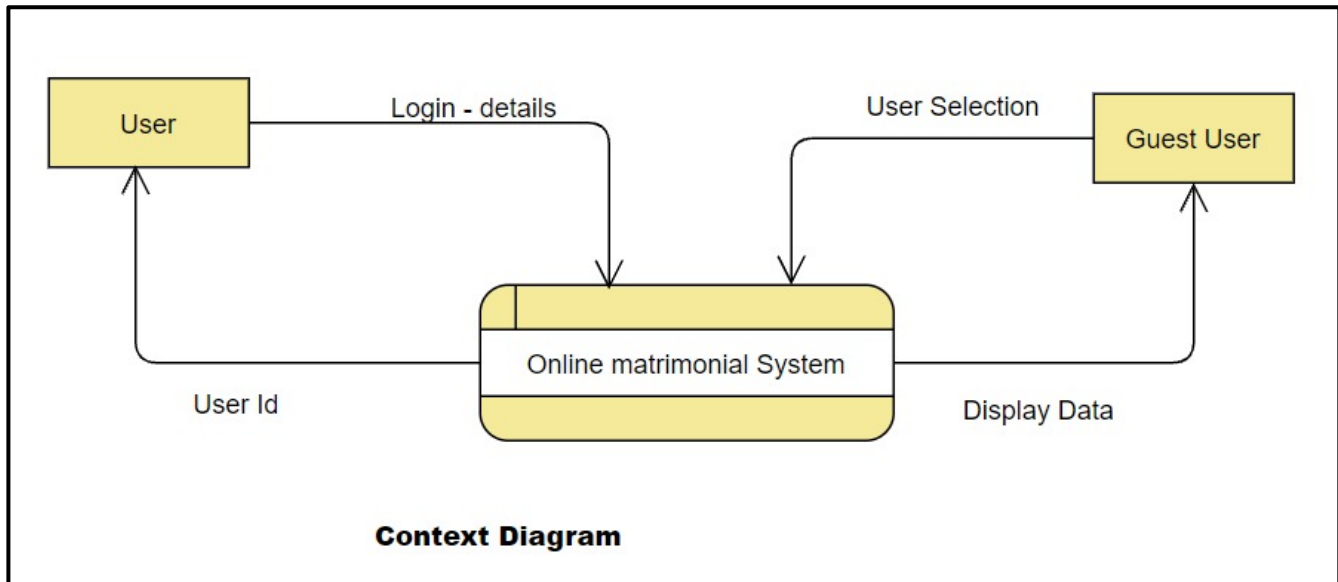 User
Login - details
User Selection
Guest User
Online matrimonial System
User Id
Display Data
Context Diagram